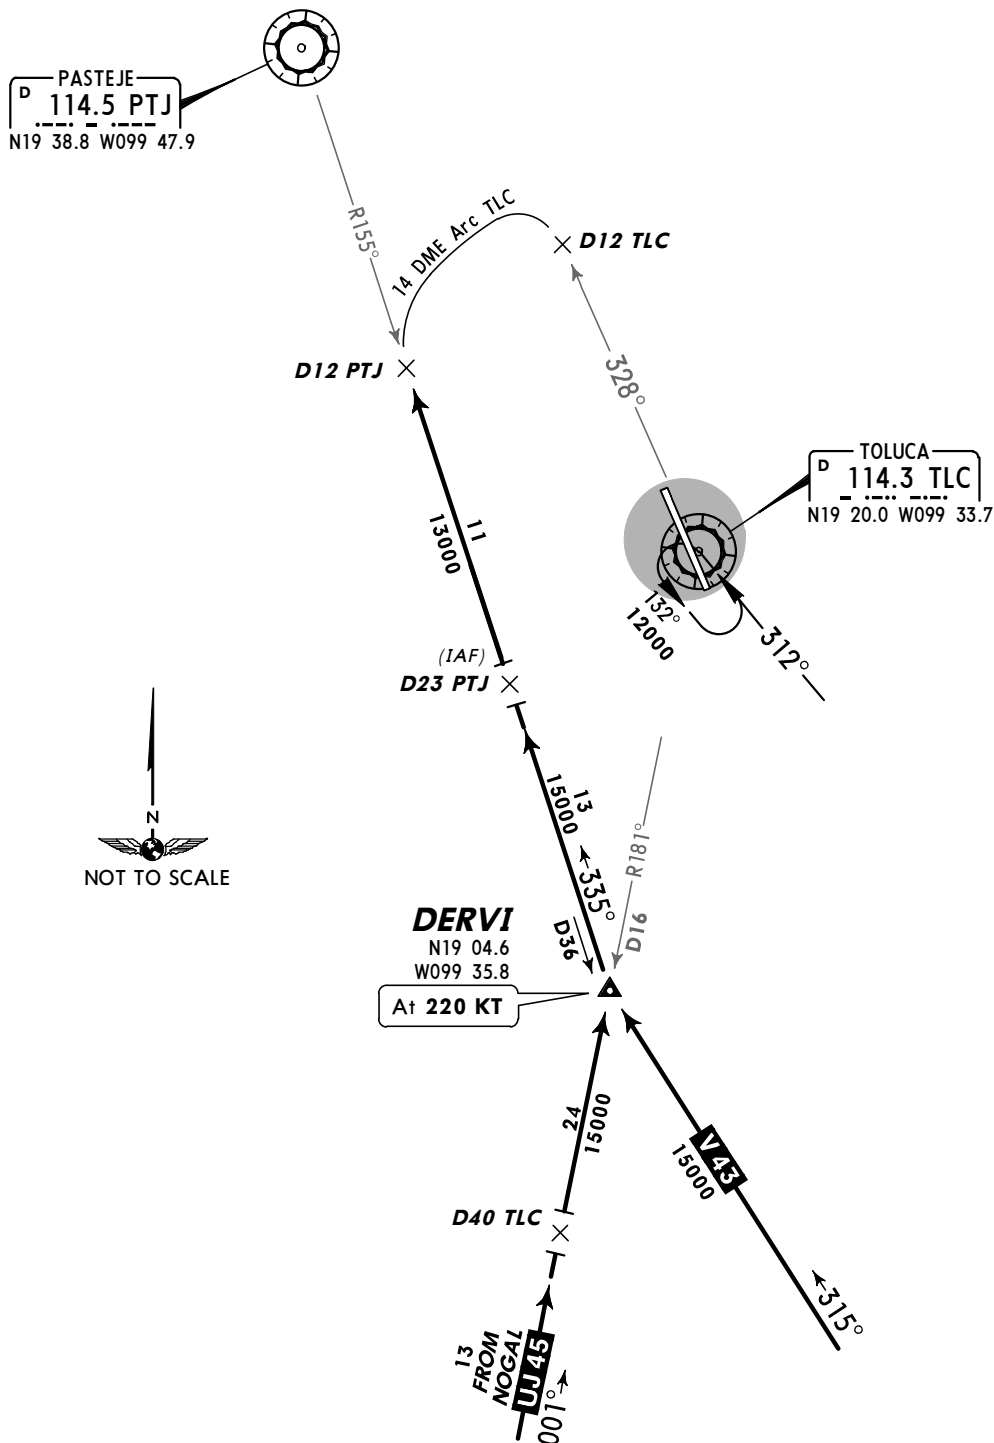 PASTEJE
D 114.5 PTJ
N19 38.8 W099 47.9
R155°
14 DME Arc TLC
D12 TLC
D12 PTJ
328°
TOLUCA
D 114.3 TLC
N19 20.0 W099 33.7
11
13000
132°
12000
312°
(IAF)
D23 PTJ
N
NOT TO SCALE
13
15000
335°
R181°
D16
D36
DERVI
N19 04.6
W099 35.8
At 220 KT
24
15000
V 43
15000
D40 TLC
315°
13
FROM
NOGAL
UJ 45
001°